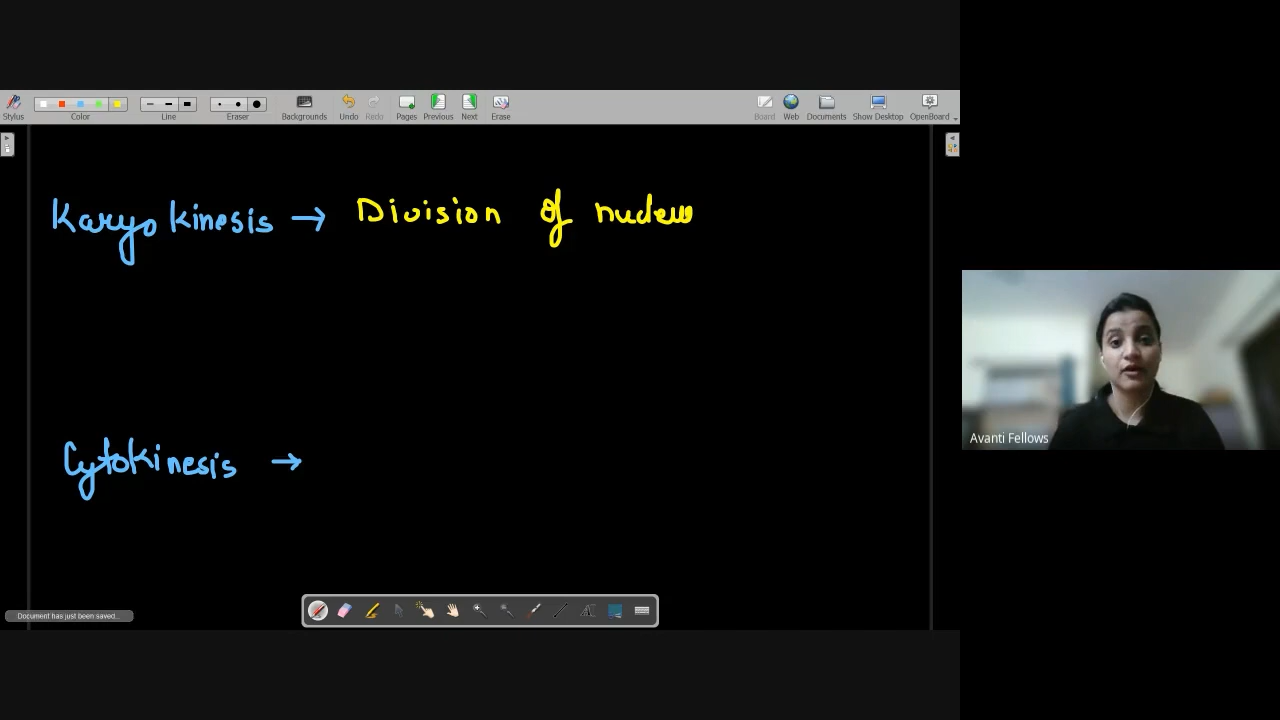 Stylus Color Line Eraser Backgrounds Undo Redo Pages Previous Next Erase Board Web Documents Show Desktop OpenBoard
Karyokinesis → Division of nucleus
Cytokinesis →
Avanti Fellows
Document has just been saved...